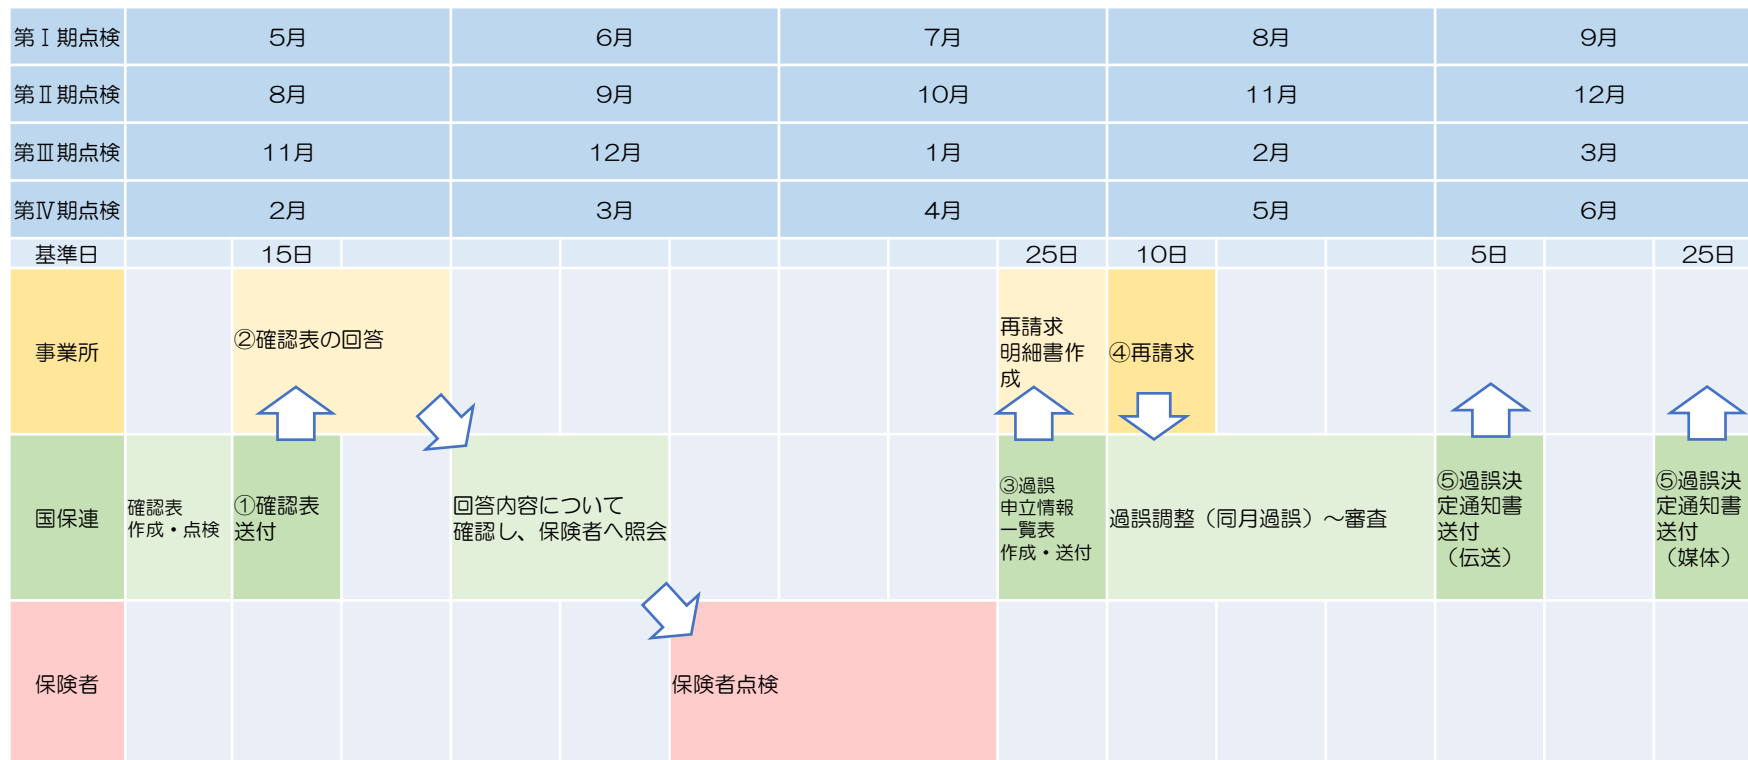 第Ⅰ期点検 5月 6月 7月 8月 9月
第Ⅱ期点検 8月 9月 10月 11月 12月
第Ⅲ期点検 11月 12月 1月 2月 3月
第Ⅳ期点検 2月 3月 4月 5月 6月
基準日 15日 25日 10日 5日 25日
事業所
②確認表の回答
再請求
明細書作
成
④再請求
国保連
確認表
作成・点検
①確認表
送付
回答内容について
確認し、保険者へ照会
③過誤
申立情報
一覧表
作成・送付
過誤調整（同月過誤）～審査
⑤過誤決
定通知書
送付
（伝送）
⑤過誤決
定通知書
送付
（媒体）
保険者
保険者点検